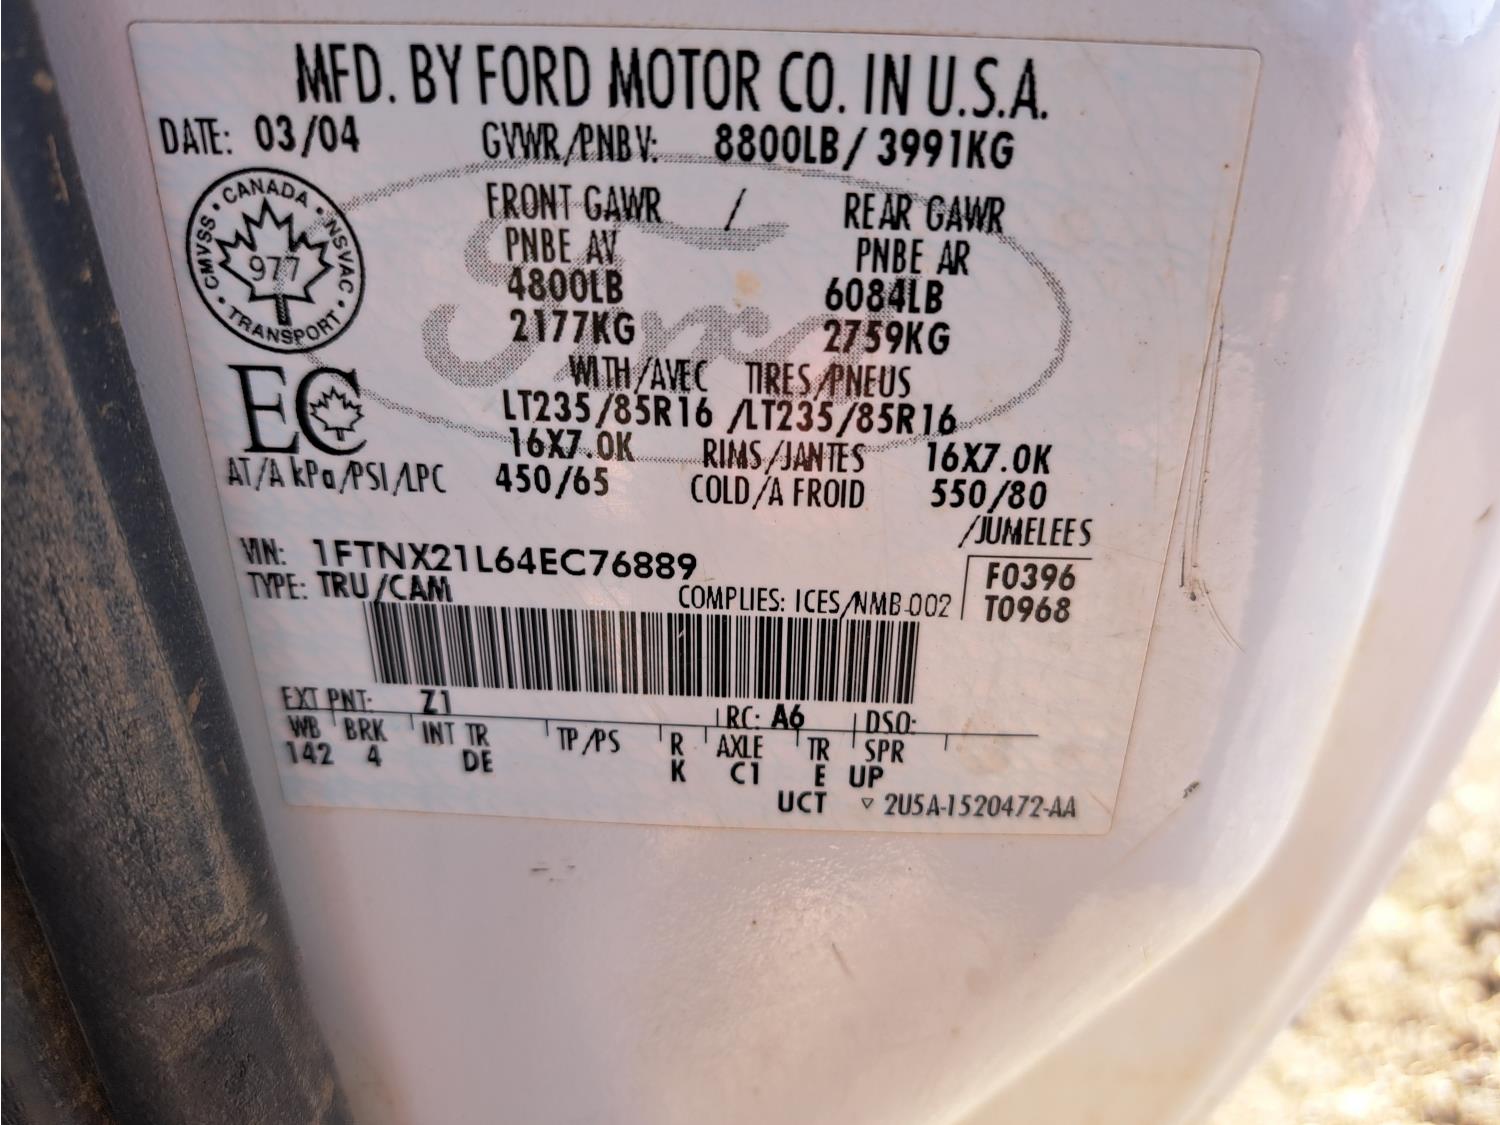 MFD. BY FORD MOTOR CO. IN U.S.A.
DATE: 03/04 GVWR/PNBV: 8800LB/3991KG
CANADA
CMVSS · NSVAC
977
TRANSPORT
Ford
FRONT GAWR / REAR GAWR
PNBE AV PNBE AR
4800LB 6084LB
2177KG 2759KG
WITH/AVEC TIRES/PNEUS
EC
LT235/85R16 /LT235/85R16
16X7.0K RIMS/JANTES 16X7.0K
AT/A kPa/PSI/LPC 450/65 COLD/A FROID 550/80
/JUMELEES
VIN: 1FTNX21L64EC76889 F0396
TYPE: TRU/CAM COMPLIES: ICES/NMB-002 T0968
EXT PNT: Z1 RC: A6 DSO:
WB BRK INT TR TP/PS R AXLE TR SPR
142 4 DE K C1 E UP
UCT ▽ 2U5A-1520472-AA